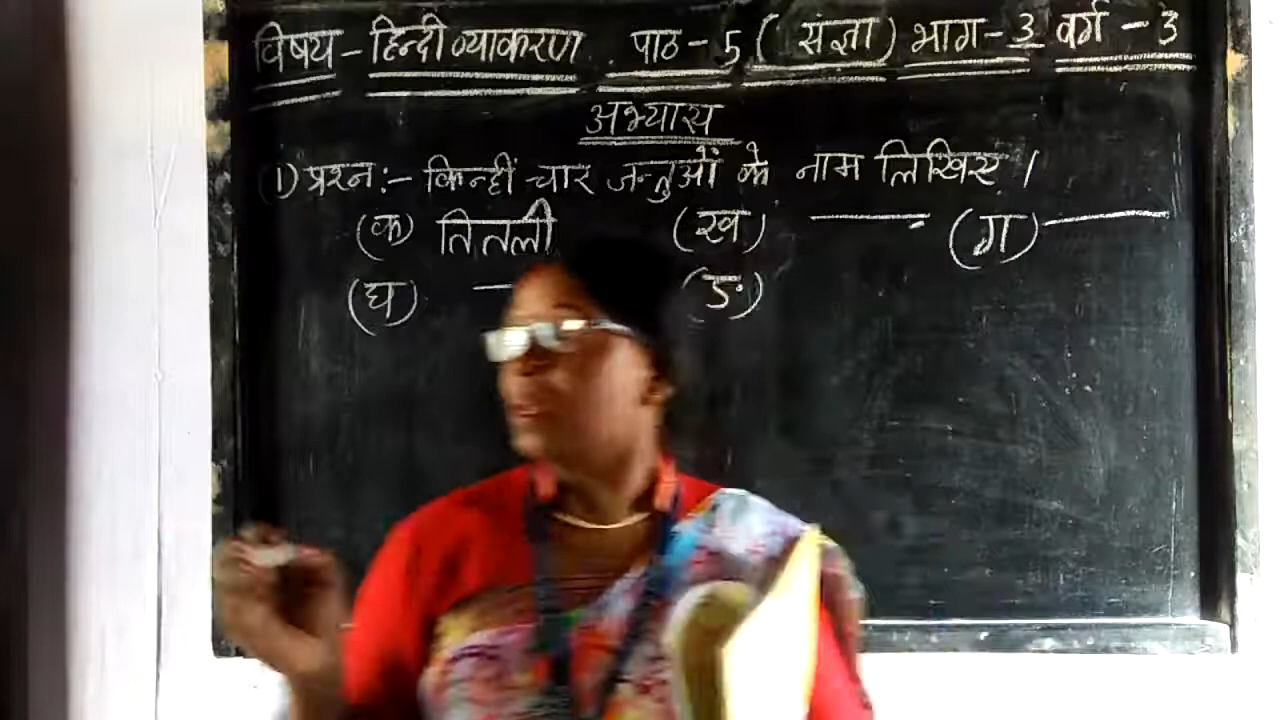 विषय - हिन्दी व्याकरण. पाठ - 5 ( संज्ञा ) भाग - 3 वर्ग - 3
अभ्यास
(1) प्रश्न :- किन्हीं चार जन्तुओं के नाम लिखिए ।
(क) तितली (ख) (ग)
(घ) (ङ)